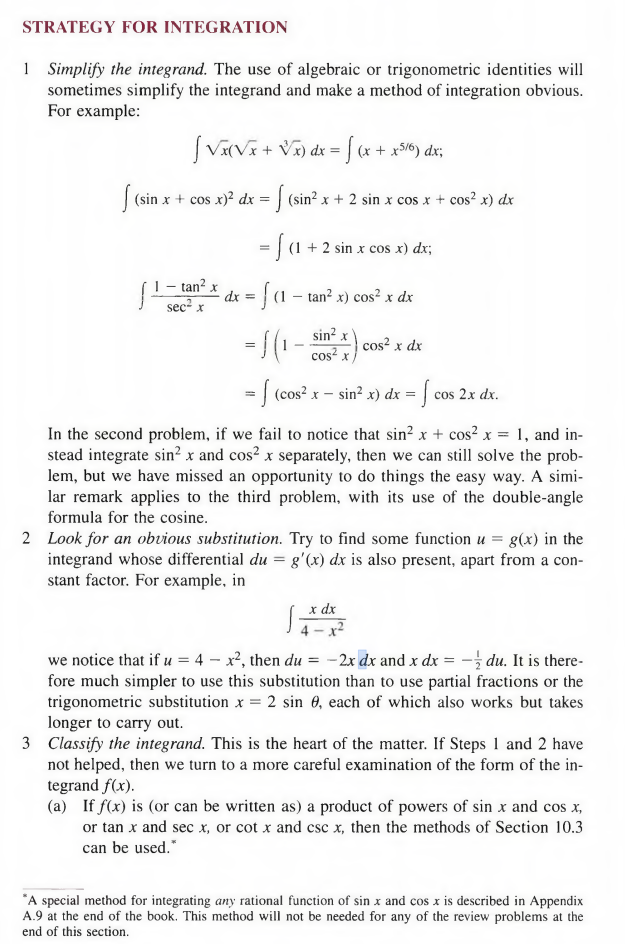 STRATEGY FOR INTEGRATION
1 Simplify the integrand. The use of algebraic or trigonometric identities will
sometimes simplify the integrand and make a method of integration obvious.
For example:
∫ √x(√x + ∛x) dx = ∫ (x + x^{5/6}) dx;
∫ (sin x + cos x)² dx = ∫ (sin² x + 2 sin x cos x + cos² x) dx
= ∫ (1 + 2 sin x cos x) dx;
∫ \frac{1 − tan² x}{sec² x} dx = ∫ (1 − tan² x) cos² x dx
= ∫ (1 − \frac{sin² x}{cos² x}) cos² x dx
= ∫ (cos² x − sin² x) dx = ∫ cos 2x dx.
In the second problem, if we fail to notice that sin² x + cos² x = 1, and in-
stead integrate sin² x and cos² x separately, then we can still solve the prob-
lem, but we have missed an opportunity to do things the easy way. A simi-
lar remark applies to the third problem, with its use of the double-angle
formula for the cosine.
2 Look for an obvious substitution. Try to find some function u = g(x) in the
integrand whose differential du = g′(x) dx is also present, apart from a con-
stant factor. For example, in
∫ \frac{x dx}{4 − x²}
we notice that if u = 4 − x², then du = −2x dx and x dx = −½ du. It is there-
fore much simpler to use this substitution than to use partial fractions or the
trigonometric substitution x = 2 sin θ, each of which also works but takes
longer to carry out.
3 Classify the integrand. This is the heart of the matter. If Steps 1 and 2 have
not helped, then we turn to a more careful examination of the form of the in-
tegrand f(x).
(a) If f(x) is (or can be written as) a product of powers of sin x and cos x,
or tan x and sec x, or cot x and csc x, then the methods of Section 10.3
can be used.*
*A special method for integrating any rational function of sin x and cos x is described in Appendix
A.9 at the end of the book. This method will not be needed for any of the review problems at the
end of this section.